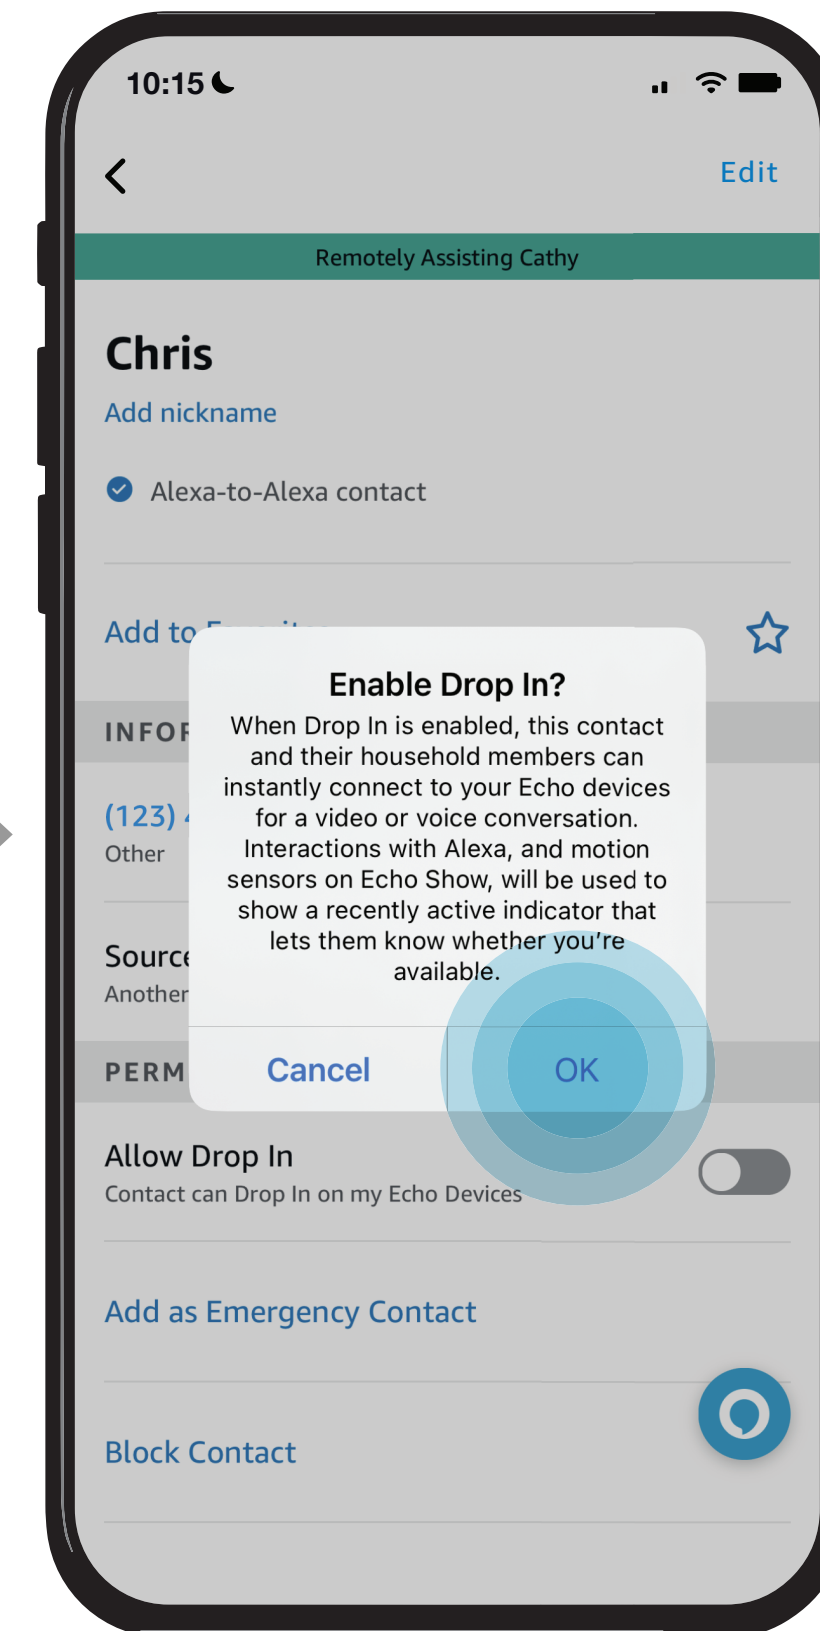 10:15
Edit
Remotely Assisting Cathy
Chris
Add nickname
Alexa-to-Alexa contact
Add to
Enable Drop In?
When Drop In is enabled, this contact
and their household members can
instantly connect to your Echo devices
for a video or voice conversation.
Interactions with Alexa, and motion
sensors on Echo Show, will be used to
show a recently active indicator that
lets them know whether you’re
available.
Cancel
OK
INFOR
(123)
Other
Source
Another
PERM
Allow Drop In
Contact can Drop In on my Echo Devices
Add as Emergency Contact
Block Contact